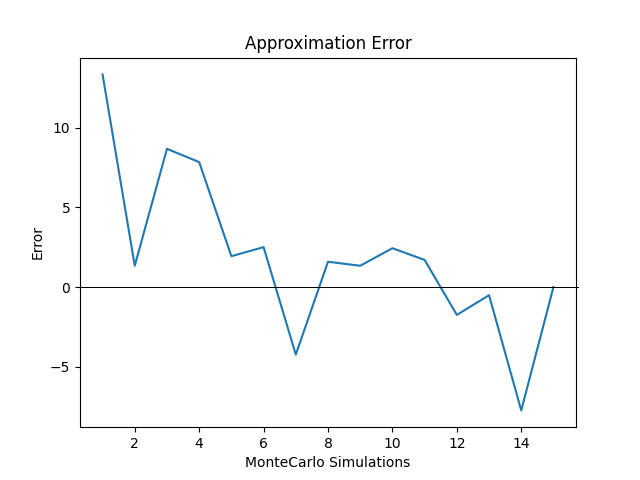 Approximation Error
10
5
0
−5
Error
2 4 6 8 10 12 14
MonteCarlo Simulations